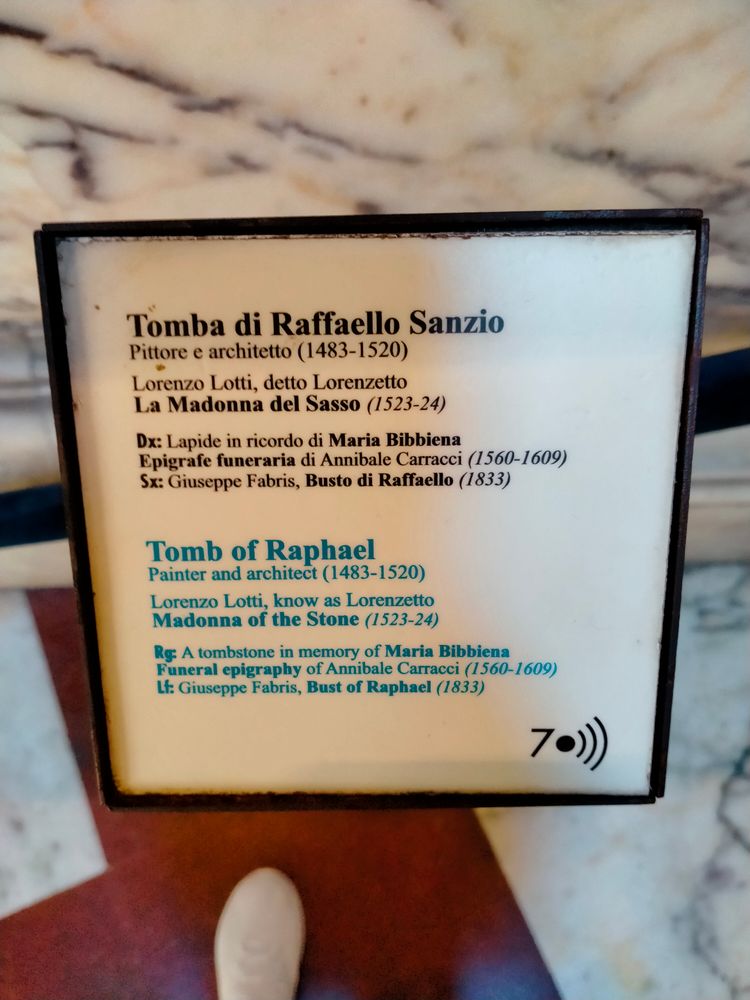 Tomba di Raffaello Sanzio
Pittore e architetto (1483-1520)
Lorenzo Lotti, detto Lorenzetto
La Madonna del Sasso (1523-24)
Dx: Lapide in ricordo di Maria Bibbiena
Epigrafe funeraria di Annibale Carracci (1560-1609)
Sx: Giuseppe Fabris, Busto di Raffaello (1833)
Tomb of Raphael
Painter and architect (1483-1520)
Lorenzo Lotti, know as Lorenzetto
Madonna of the Stone (1523-24)
Rg: A tombstone in memory of Maria Bibbiena
Funeral epigraphy of Annibale Carracci (1560-1609)
Lf: Giuseppe Fabris, Bust of Raphael (1833)
7